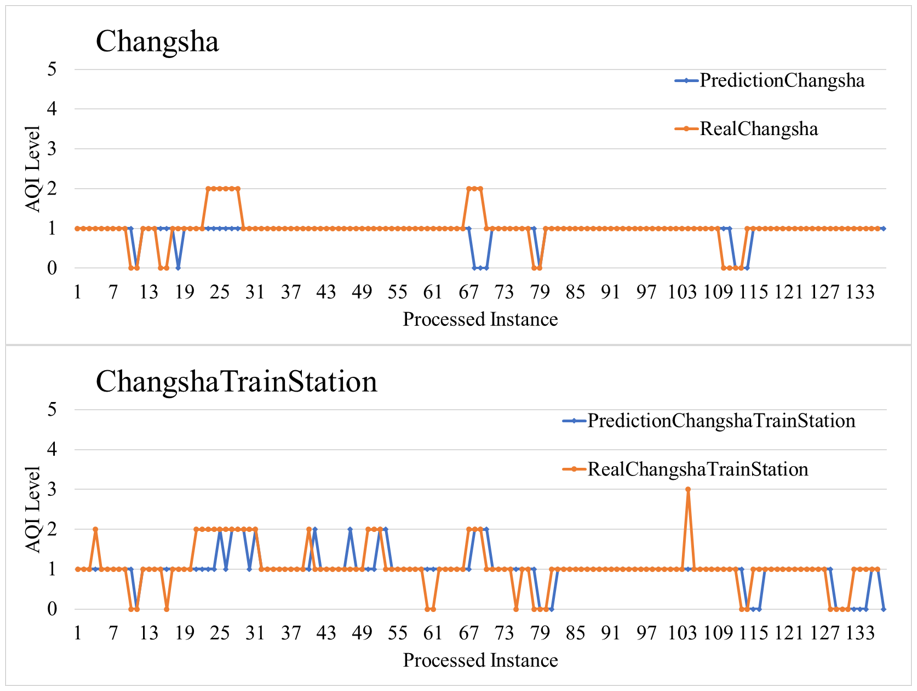 Changsha
5
4
3
2
1
0
AQI Level
PredictionChangsha
RealChangsha
1 7 13 19 25 31 37 43 49 55 61 67 73 79 85 91 97 103 109 115 121 127 133
Processed Instance
ChangshaTrainStation
5
4
3
2
1
0
AQI Level
PredictionChangshaTrainStation
RealChangshaTrainStation
1 7 13 19 25 31 37 43 49 55 61 67 73 79 85 91 97 103 109 115 121 127 133
Processed Instance